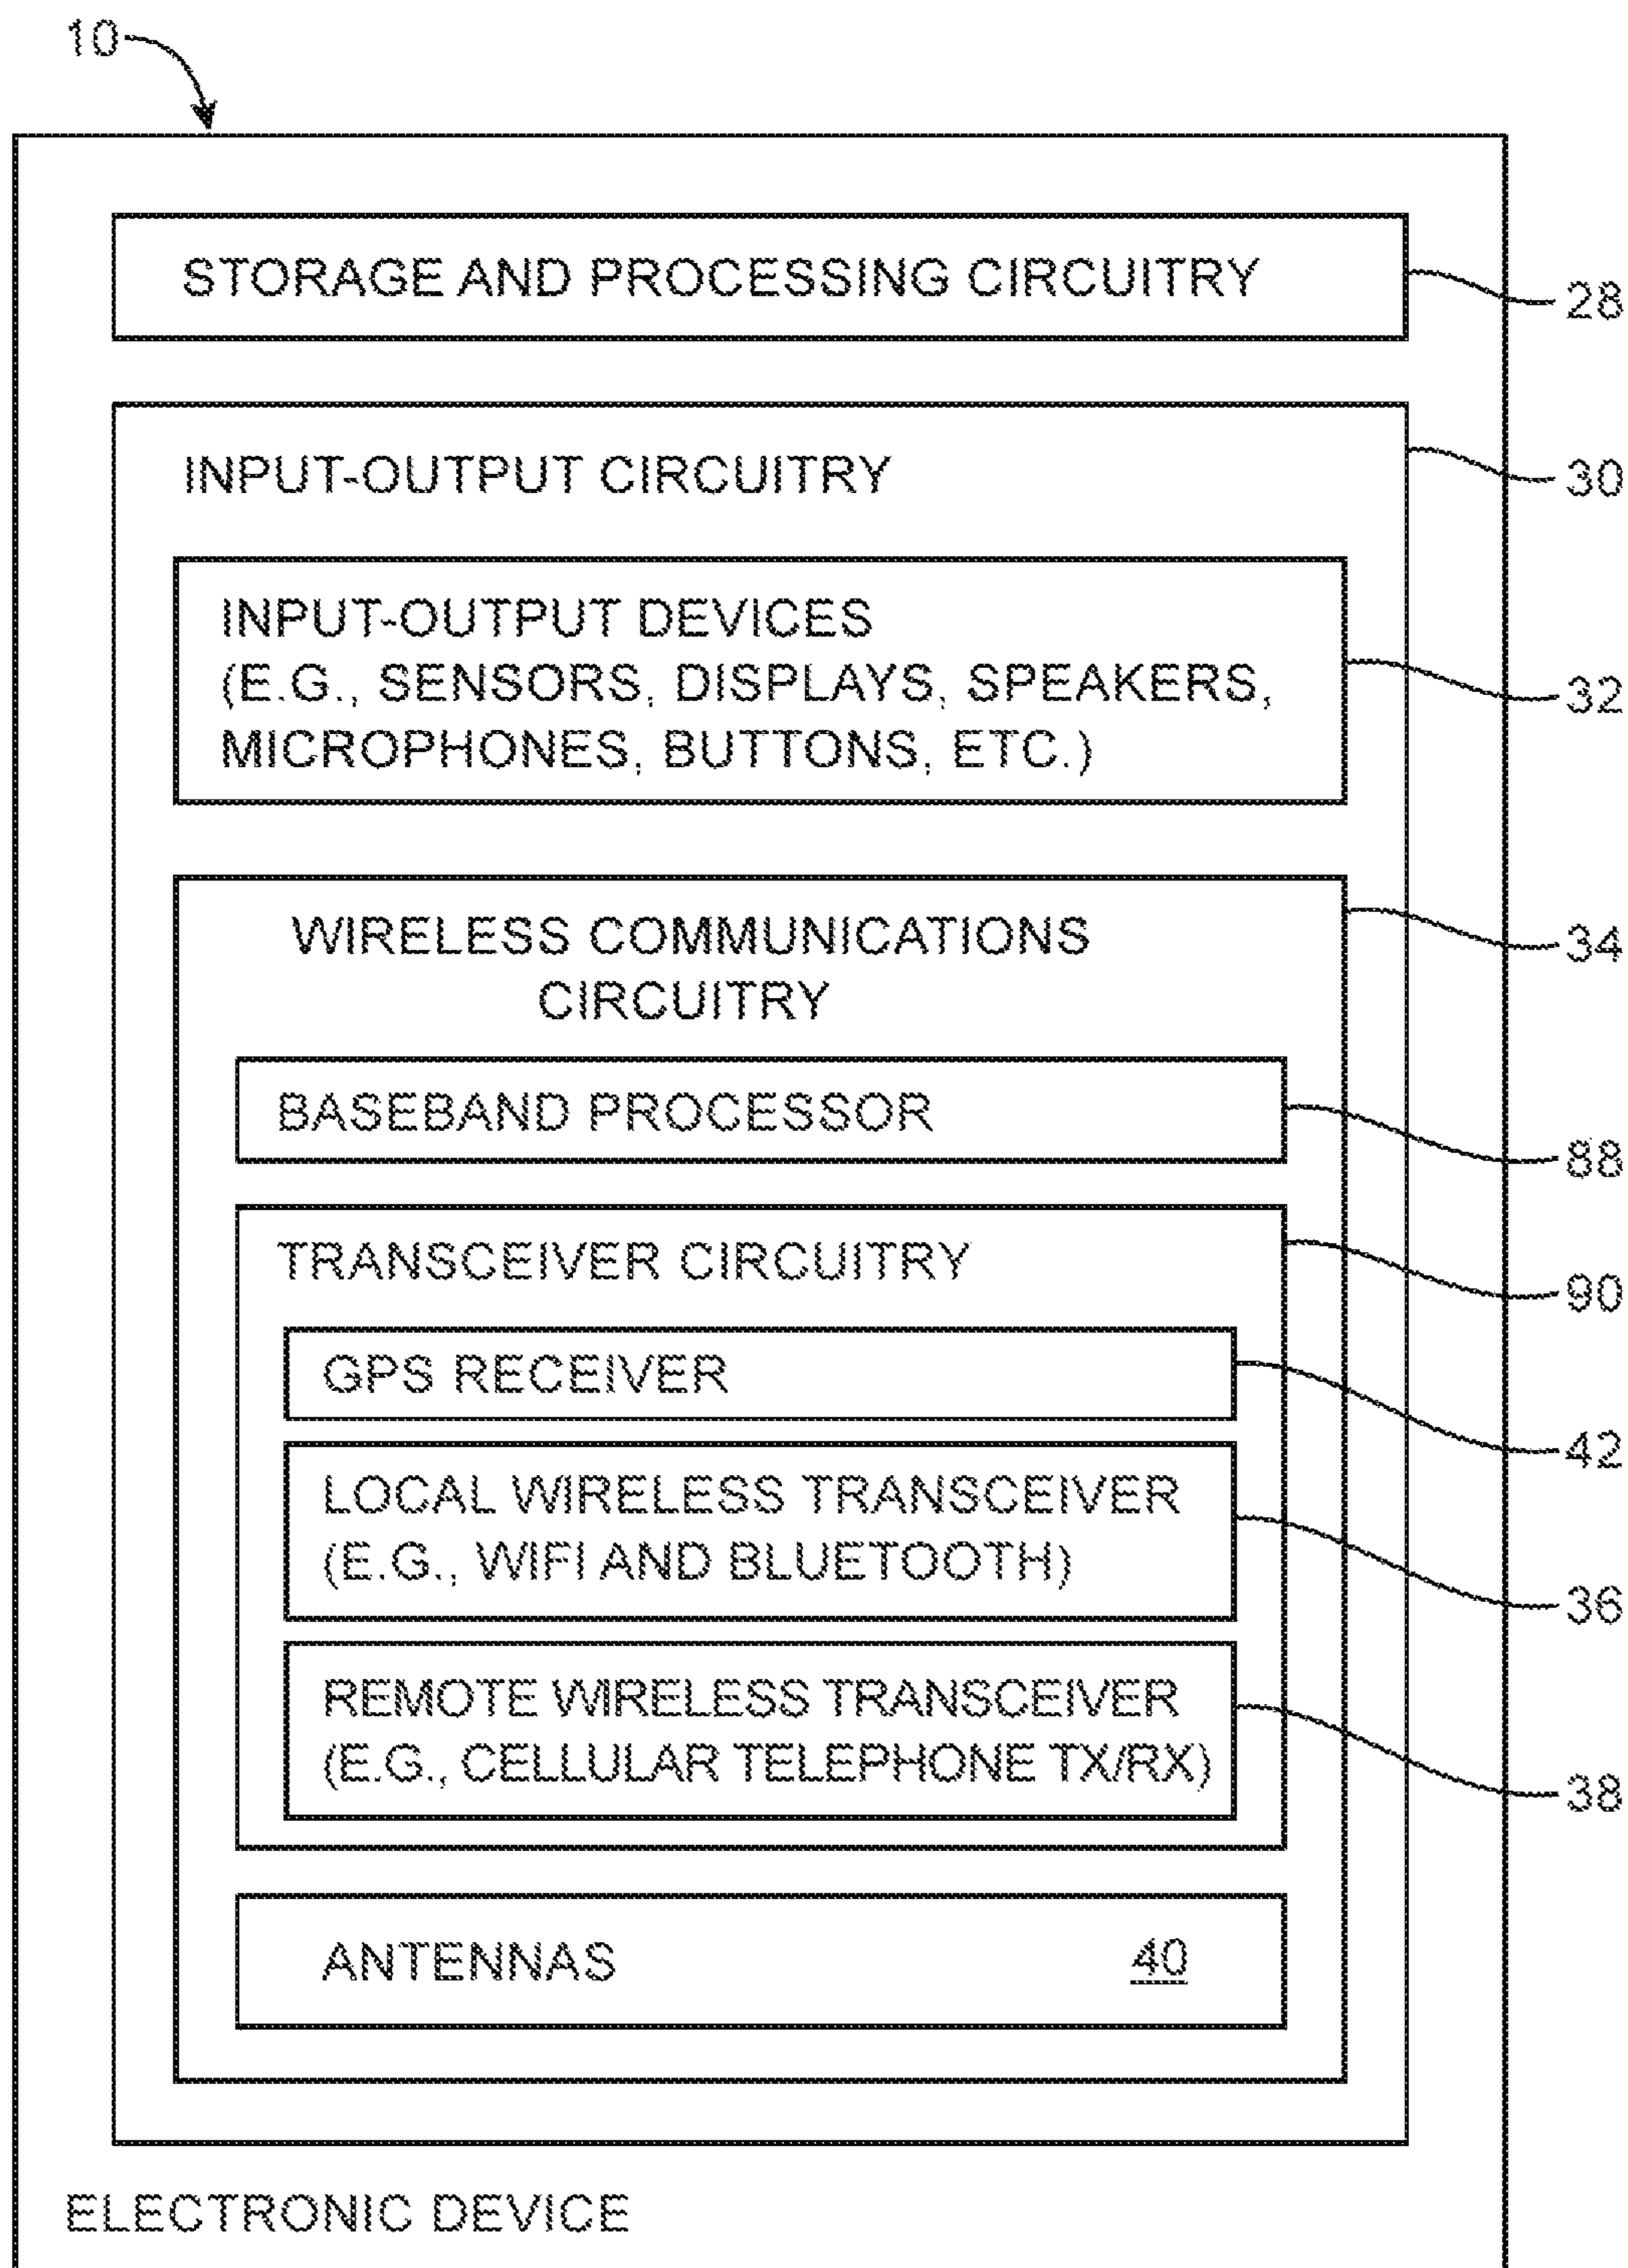 10
STORAGE AND PROCESSING CIRCUITRY
28
INPUT-OUTPUT CIRCUITRY
30
INPUT-OUTPUT DEVICES
(E.G., SENSORS, DISPLAYS, SPEAKERS,
MICROPHONES, BUTTONS, ETC.)
32
WIRELESS COMMUNICATIONS
CIRCUITRY
34
BASEBAND PROCESSOR
88
TRANSCEIVER CIRCUITRY
90
GPS RECEIVER
42
LOCAL WIRELESS TRANSCEIVER
(E.G., WIFI AND BLUETOOTH)
36
REMOTE WIRELESS TRANSCEIVER
(E.G., CELLULAR TELEPHONE TX/RX)
38
ANTENNAS 40
ELECTRONIC DEVICE